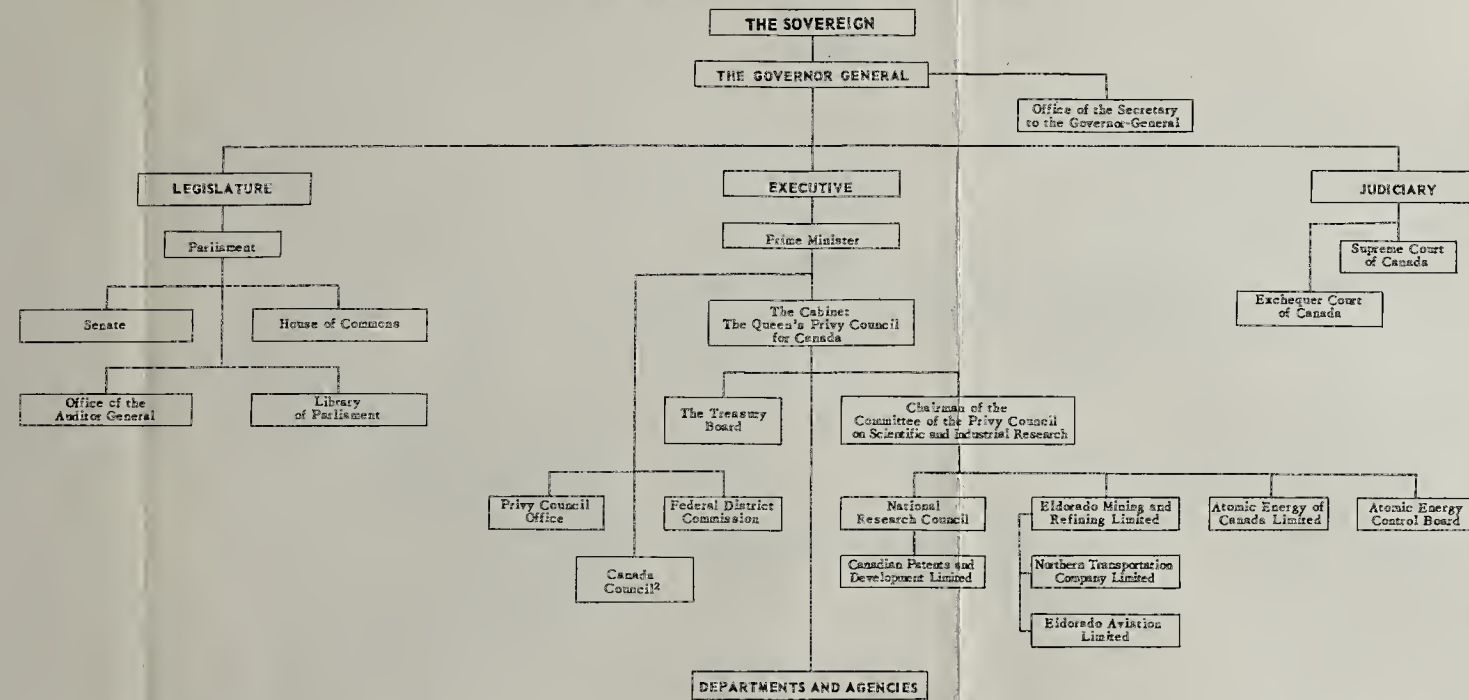 THE SOVEREIGN
THE GOVERNOR GENERAL
Office of the Secretary
to the Governor-General
LEGISLATURE
EXECUTIVE
JUDICIARY
Parliament
Prime Minister
Supreme Court
of Canada
Exchequer Court
of Canada
Senate
House of Commons
The Cabinet
The Queen's Privy Council
for Canada
Office of the
Auditor General
Library
of Parliament
The Treasury
Board
Chairman of the
Committee of the Privy Council
on Scientific and Industrial Research
Privy Council
Office
Federal District
Commission
National
Research Council
Eldorado Mining and
Refining Limited
Atomic Energy of
Canada Limited
Atomic Energy
Control Board
Canada
Council²
Canadian Patents and
Development Limited
Northern Transportation
Company Limited
Eldorado Aviation
Limited
DEPARTMENTS AND AGENCIES